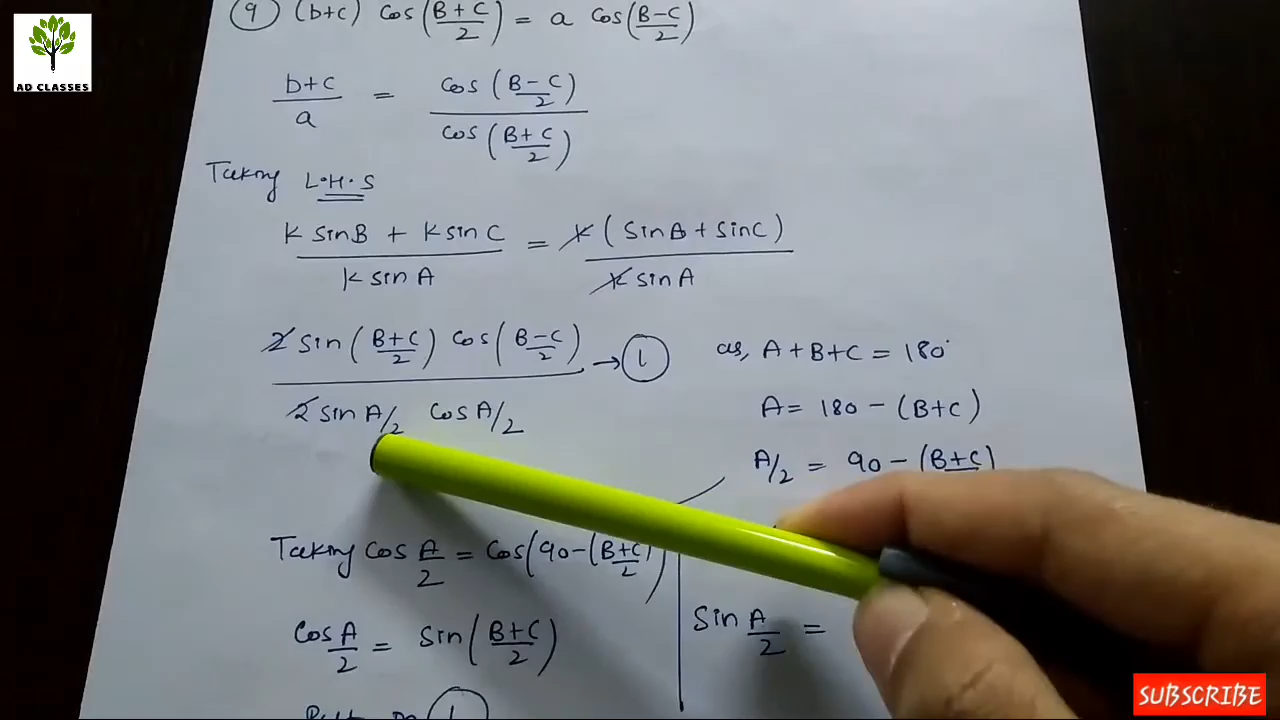 AD CLASSES
9 (b+c) cos(B+C/2) = a cos(B-C/2)
b+c/a = cos(B-C/2)/cos(B+C/2)
Taking L.H.S
k sinB + k sinC / k sinA = k(sinB + sinC) / k sinA
2 sin(B+C/2) cos(B-C/2) / 2 sin A/2 cos A/2 → 1
as, A+B+C = 180°
A = 180 - (B+C)
A/2 = 90 - (B+C)
Taking cos A/2 = cos(90-(B+C/2)
cos A/2 = sin(B+C/2)
sin A/2 =
1
SUBSCRIBE